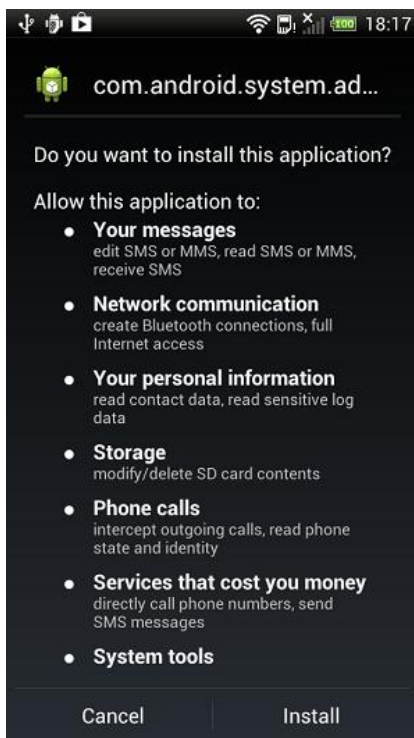 100 18:17
com.android.system.ad...
Do you want to install this application?
Allow this application to:
• Your messages
edit SMS or MMS, read SMS or MMS,
receive SMS
• Network communication
create Bluetooth connections, full
Internet access
• Your personal information
read contact data, read sensitive log
data
• Storage
modify/delete SD card contents
• Phone calls
intercept outgoing calls, read phone
state and identity
• Services that cost you money
directly call phone numbers, send
SMS messages
• System tools
Cancel Install